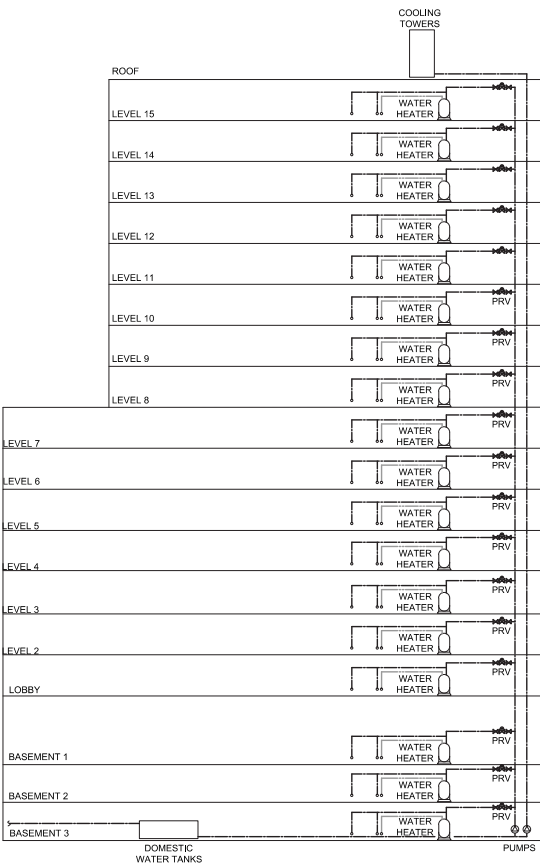 COOLING
TOWERS
ROOF
WATER
HEATER
LEVEL 15
WATER
HEATER
LEVEL 14
WATER
HEATER
LEVEL 13
WATER
HEATER
LEVEL 12
WATER
HEATER
LEVEL 11
PRV
WATER
HEATER
LEVEL 10
PRV
WATER
HEATER
LEVEL 9
PRV
WATER
HEATER
LEVEL 8
PRV
WATER
HEATER
LEVEL 7
PRV
WATER
HEATER
LEVEL 6
PRV
WATER
HEATER
LEVEL 5
PRV
WATER
HEATER
LEVEL 4
PRV
WATER
HEATER
LEVEL 3
PRV
WATER
HEATER
LEVEL 2
PRV
WATER
HEATER
LOBBY
PRV
WATER
HEATER
BASEMENT 1
PRV
WATER
HEATER
BASEMENT 2
PRV
WATER
HEATER
BASEMENT 3
DOMESTIC
WATER TANKS
PUMPS